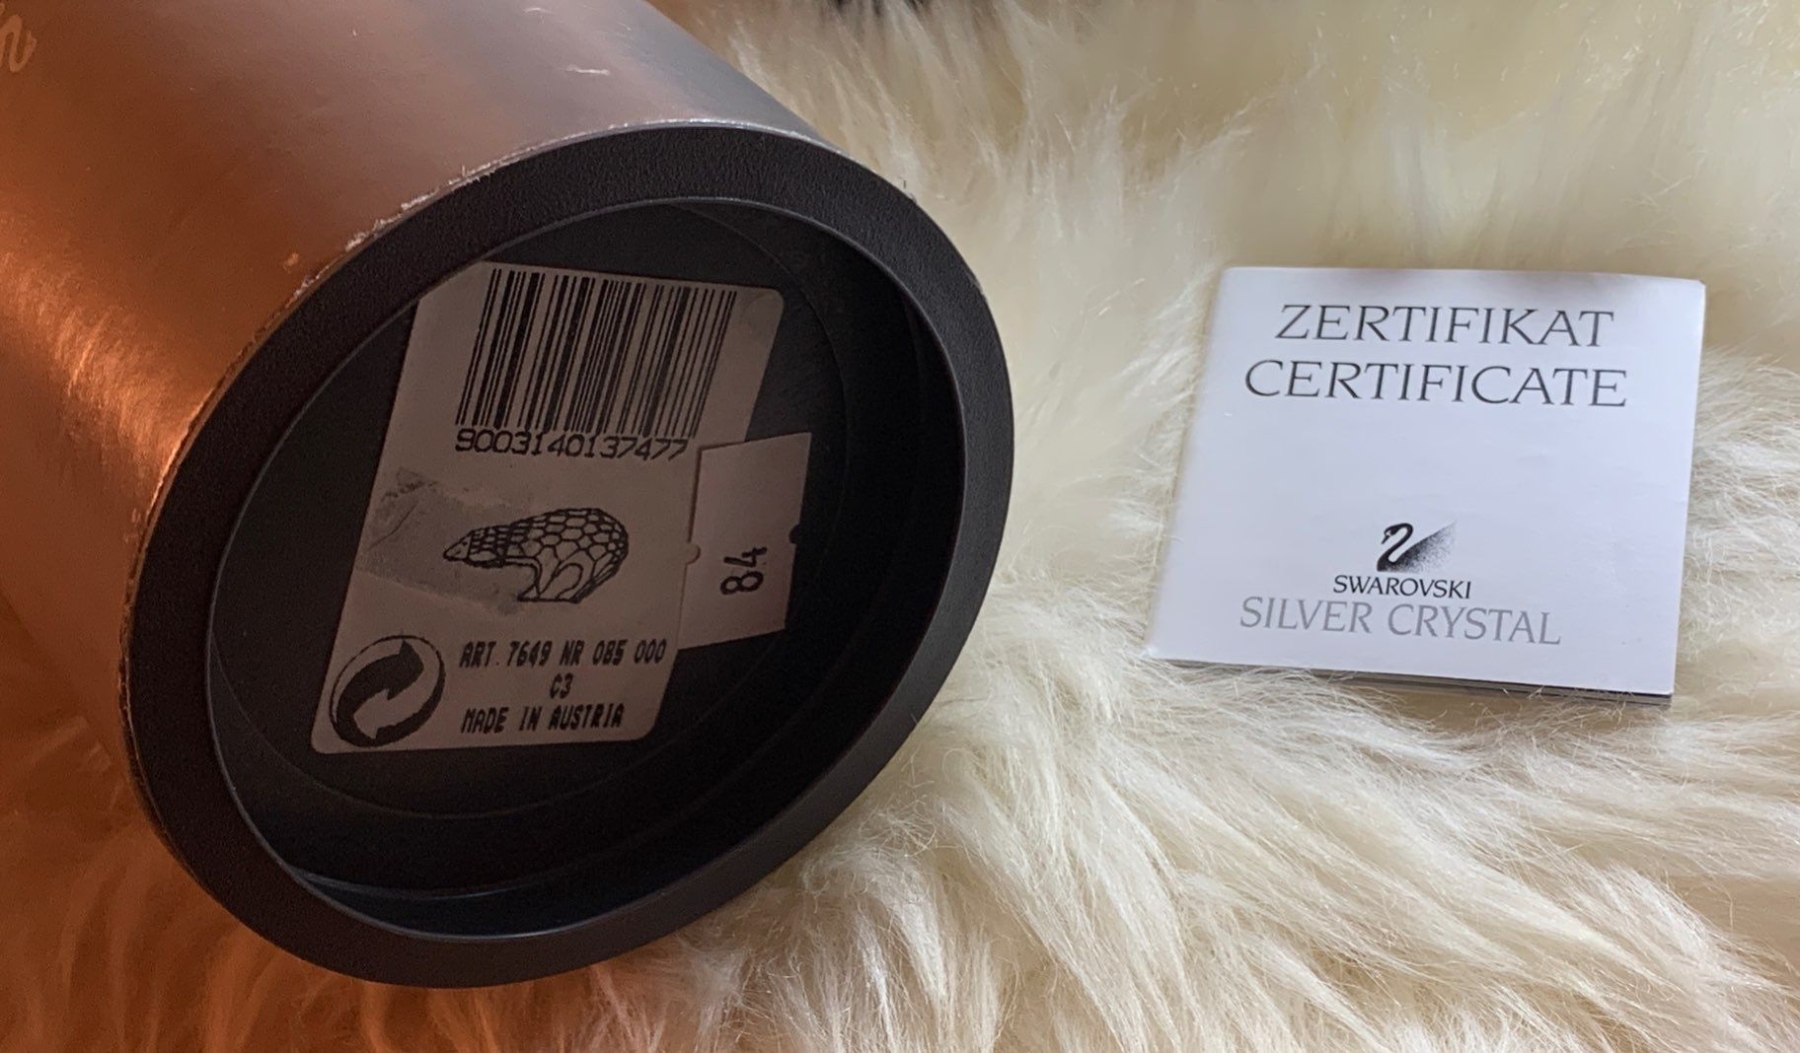 9003140137477
84
ART. 7649 NR 085 000
C3
MADE IN AUSTRIA
ZERTIFIKAT
CERTIFICATE
SWAROVSKI
SILVER CRYSTAL